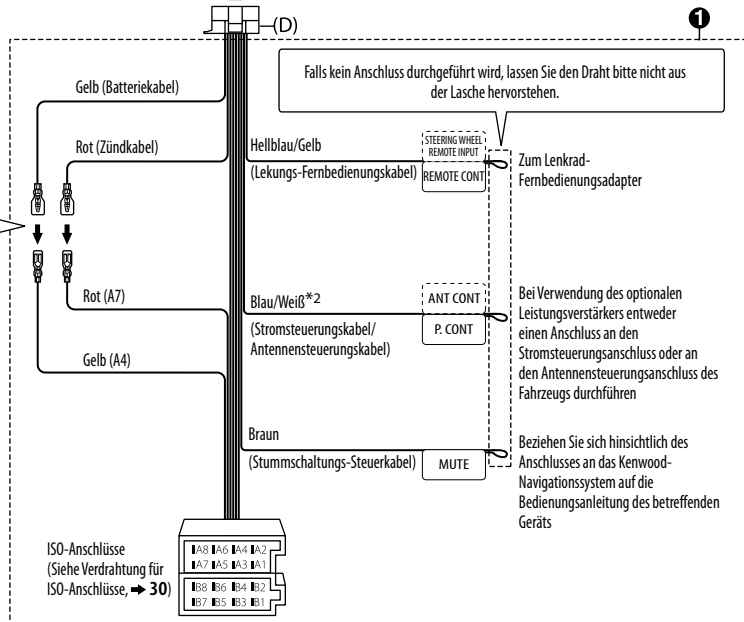 (D)
1
Falls kein Anschluss durchgeführt wird, lassen Sie den Draht bitte nicht aus
der Lasche hervorstehen.
Gelb (Batteriekabel)
Rot (Zündkabel)
Hellblau/Gelb
(Lekungs-Fernbedienungskabel)
STEERING WHEEL
REMOTE INPUT
REMOTE CONT
Zum Lenkrad-
Fernbedienungsadapter
Rot (A7)
Gelb (A4)
Blau/Weiß*2
(Stromsteuerungskabel/
Antennensteuerungskabel)
ANT CONT
P. CONT
Bei Verwendung des optionalen
Leistungsverstärkers entweder
einen Anschluss an den
Stromsteuerungsanschluss oder an
den Antennensteuerungsanschluss des
Fahrzeugs durchführen
Braun
(Stummschaltungs-Steuerkabel)
MUTE
Beziehen Sie sich hinsichtlich des
Anschlusses an das Kenwood-
Navigationssystem auf die
Bedienungsanleitung des betreffenden
Geräts
ISO-Anschlüsse
(Siehe Verdrahtung für
ISO-Anschlüsse, ➔ 30)
A8 A6 A4 A2
A7 A5 A3 A1
B8 B6 B4 B2
B7 B5 B3 B1